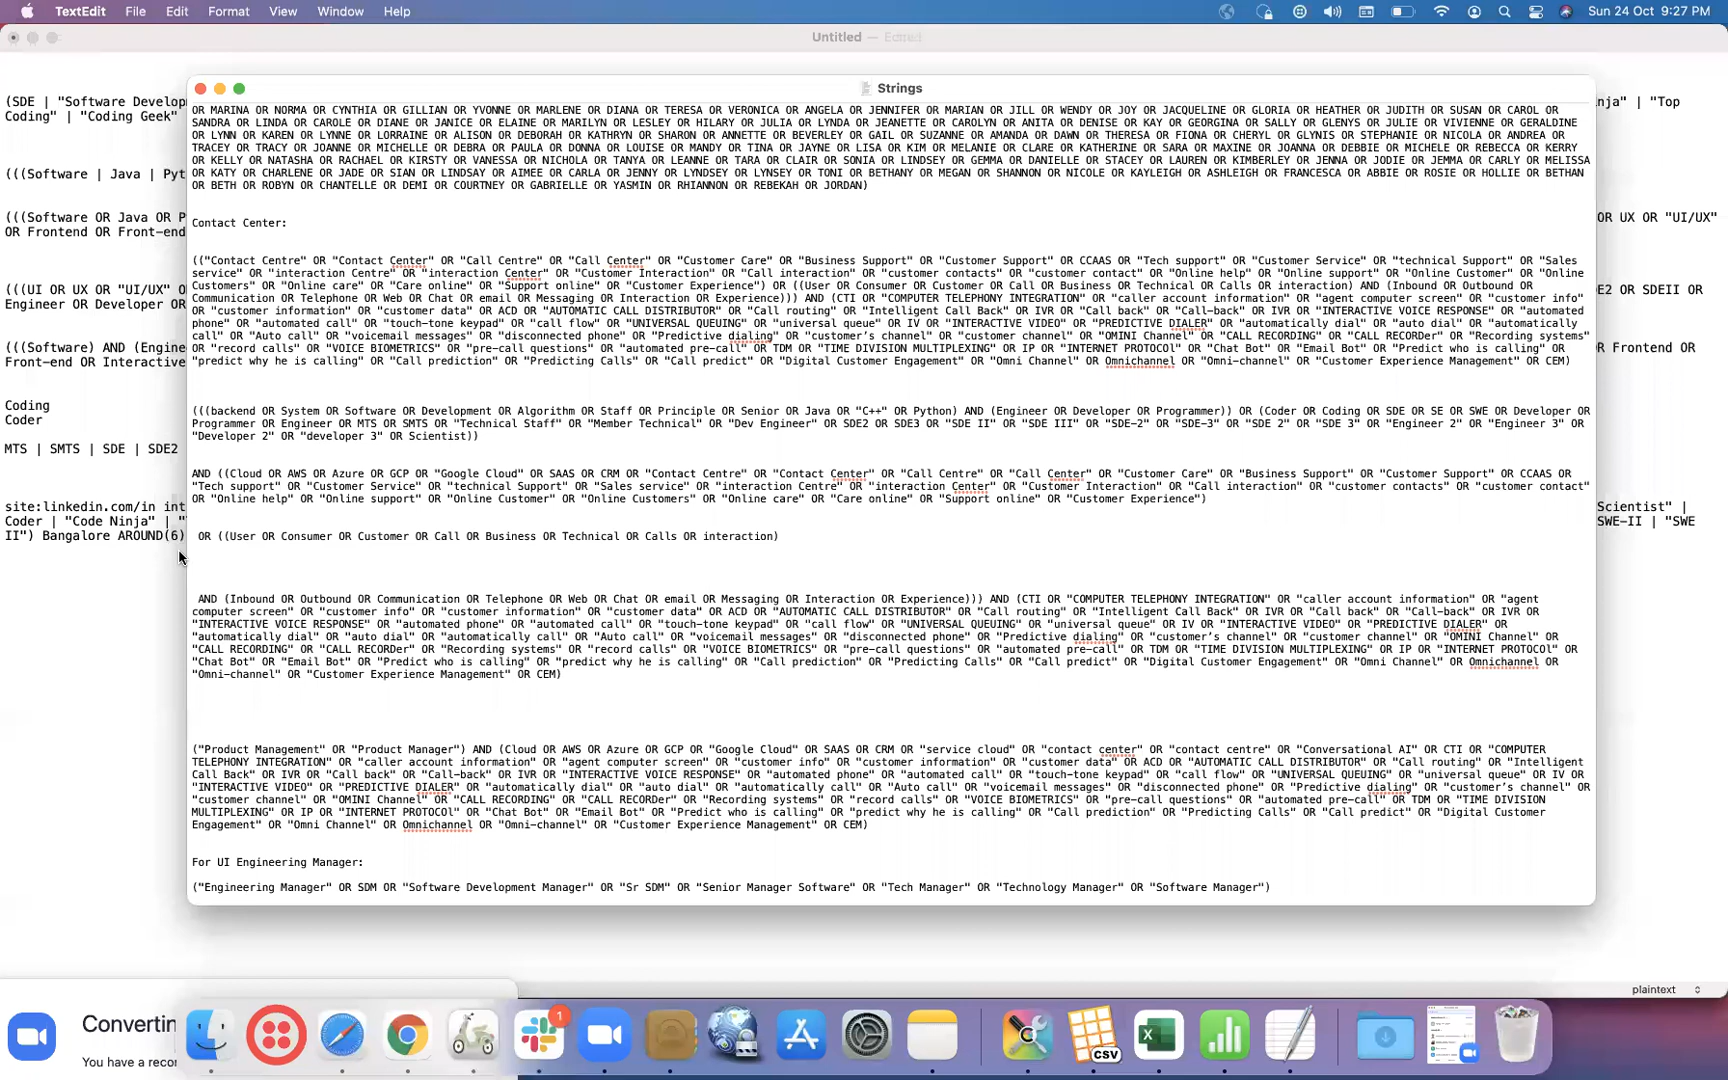 TextEdit File Edit Format View Window Help
Sun 24 Oct 9:27 PM
Untitled — Edited
(SDE | "Software Develop
Coding" | "Coding Geek"
nja" | "Top
(((Software | Java | Pyt
(((Software OR Java OR P
OR Frontend OR Front-end
OR UX OR "UI/UX"
(((UI OR UX OR "UI/UX" O
Engineer OR Developer OR
E2 OR SDEII OR
(((Software) AND (Engine
Front-end OR Interactive
OR Frontend OR
Coding
Coder
MTS | SMTS | SDE | SDE2
site:linkedin.com/in int
Coder | "Code Ninja" | "
II") Bangalore AROUND(6)
Scientist" |
SWE-II | "SWE
Strings
OR MARINA OR NORMA OR CYNTHIA OR GILLIAN OR YVONNE OR MARLENE OR DIANA OR TERESA OR VERONICA OR ANGELA OR JENNIFER OR MARIAN OR JILL OR WENDY OR JOY OR JACQUELINE OR GLORIA OR HEATHER OR JUDITH OR SUSAN OR CAROL OR
SANDRA OR LINDA OR CAROLE OR DIANE OR JANICE OR ELAINE OR MARILYN OR LESLEY OR HILARY OR JULIA OR LYNDA OR JEANETTE OR CAROLYN OR ANITA OR DENISE OR KAY OR GEORGINA OR SALLY OR GLENYS OR JULIE OR VIVIENNE OR GERALDINE
OR LYNN OR KAREN OR LYNNE OR LORRAINE OR ALISON OR DEBORAH OR KATHRYN OR SHARON OR ANNETTE OR BEVERLEY OR GAIL OR SUZANNE OR AMANDA OR DAWN OR THERESA OR FIONA OR CHERYL OR GLYNIS OR STEPHANIE OR NICOLA OR ANDREA OR
TRACEY OR TRACY OR JOANNE OR MICHELLE OR DEBRA OR PAULA OR DONNA OR LOUISE OR MANDY OR TINA OR JAYNE OR LISA OR KIM OR MELANIE OR CLARE OR KATHERINE OR SARA OR MAXINE OR JOANNA OR DEBBIE OR MICHELE OR REBECCA OR KERRY
OR KELLY OR NATASHA OR RACHAEL OR KIRSTY OR VANESSA OR NICHOLA OR TANYA OR LEANNE OR TARA OR CLAIR OR SONIA OR LINDSEY OR GEMMA OR DANIELLE OR STACEY OR LAUREN OR KIMBERLEY OR JENNA OR JODIE OR JEMMA OR CARLY OR MELISSA
OR KATY OR CHARLENE OR JADE OR SIAN OR LINDSAY OR AIMEE OR CARLA OR JENNY OR LYNDSEY OR LYNSEY OR TONI OR BETHANY OR MEGAN OR SHANNON OR NICOLE OR KAYLEIGH OR ASHLEIGH OR FRANCESCA OR ABBIE OR ROSIE OR HOLLIE OR BETHAN
OR BETH OR ROBYN OR CHANTELLE OR DEMI OR COURTNEY OR GABRIELLE OR YASMIN OR RHIANNON OR REBEKAH OR JORDAN)
Contact Center:
(("Contact Centre" OR "Contact Center" OR "Call Centre" OR "Call Center" OR "Customer Care" OR "Business Support" OR "Customer Support" OR CCAAS OR "Tech support" OR "Customer Service" OR "technical Support" OR "Sales
service" OR "interaction Centre" OR "interaction Center" OR "Customer Interaction" OR "Call interaction" OR "customer contacts" OR "customer contact" OR "Online help" OR "Online support" OR "Online Customer" OR "Online
Customers" OR "Online care" OR "Care online" OR "Support online" OR "Customer Experience") OR ((User OR Consumer OR Customer OR Call OR Business OR Technical OR Calls OR interaction) AND (Inbound OR Outbound OR
Communication OR Telephone OR Web OR Chat OR email OR Messaging OR Interaction OR Experience))) AND (CTI OR "COMPUTER TELEPHONY INTEGRATION" OR "caller account information" OR "agent computer screen" OR "customer info"
OR "customer information" OR "customer data" OR ACD OR "AUTOMATIC CALL DISTRIBUTOR" OR "Call routing" OR "Intelligent Call Back" OR IVR OR "Call back" OR "Call-back" OR IVR OR "INTERACTIVE VOICE RESPONSE" OR "automated
phone" OR "automated call" OR "touch-tone keypad" OR "call flow" OR "UNIVERSAL QUEUING" OR "universal queue" OR IV OR "INTERACTIVE VIDEO" OR "PREDICTIVE DIALER" OR "automatically dial" OR "auto dial" OR "automatically
call" OR "Auto call" OR "voicemail messages" OR "disconnected phone" OR "Predictive dialing" OR "customer's channel" OR "customer channel" OR "OMINI Channel" OR "CALL RECORDING" OR "CALL RECORDer" OR "Recording systems"
OR "record calls" OR "VOICE BIOMETRICS" OR "pre-call questions" OR "automated pre-call" OR TDM OR "TIME DIVISION MULTIPLEXING" OR IP OR "INTERNET PROTOCOl" OR "Chat Bot" OR "Email Bot" OR "Predict who is calling" OR
"predict why he is calling" OR "Call prediction" OR "Predicting Calls" OR "Call predict" OR "Digital Customer Engagement" OR "Omni Channel" OR Omnichannel OR "Omni-channel" OR "Customer Experience Management" OR CEM)
(((backend OR System OR Software OR Development OR Algorithm OR Staff OR Principle OR Senior OR Java OR "C++" OR Python) AND (Engineer OR Developer OR Programmer)) OR (Coder OR Coding OR SDE OR SE OR SWE OR Developer OR
Programmer OR Engineer OR MTS OR SMTS OR "Technical Staff" OR "Member Technical" OR "Dev Engineer" OR SDE2 OR SDE3 OR "SDE II" OR "SDE III" OR "SDE-2" OR "SDE-3" OR "SDE 2" OR "SDE 3" OR "Engineer 2" OR "Engineer 3" OR
"Developer 2" OR "developer 3" OR Scientist))
AND ((Cloud OR AWS OR Azure OR GCP OR "Google Cloud" OR SAAS OR CRM OR "Contact Centre" OR "Contact Center" OR "Call Centre" OR "Call Center" OR "Customer Care" OR "Business Support" OR "Customer Support" OR CCAAS OR
"Tech support" OR "Customer Service" OR "technical Support" OR "Sales service" OR "interaction Centre" OR "interaction Center" OR "Customer Interaction" OR "Call interaction" OR "customer contacts" OR "customer contact"
OR "Online help" OR "Online support" OR "Online Customer" OR "Online Customers" OR "Online care" OR "Care online" OR "Support online" OR "Customer Experience")
OR ((User OR Consumer OR Customer OR Call OR Business OR Technical OR Calls OR interaction)
AND (Inbound OR Outbound OR Communication OR Telephone OR Web OR Chat OR email OR Messaging OR Interaction OR Experience))) AND (CTI OR "COMPUTER TELEPHONY INTEGRATION" OR "caller account information" OR "agent
computer screen" OR "customer info" OR "customer information" OR "customer data" OR ACD OR "AUTOMATIC CALL DISTRIBUTOR" OR "Call routing" OR "Intelligent Call Back" OR IVR OR "Call back" OR "Call-back" OR IVR OR
"INTERACTIVE VOICE RESPONSE" OR "automated phone" OR "automated call" OR "touch-tone keypad" OR "call flow" OR "UNIVERSAL QUEUING" OR "universal queue" OR IV OR "INTERACTIVE VIDEO" OR "PREDICTIVE DIALER" OR
"automatically dial" OR "auto dial" OR "automatically call" OR "Auto call" OR "voicemail messages" OR "disconnected phone" OR "Predictive dialing" OR "customer's channel" OR "customer channel" OR "OMINI Channel" OR
"CALL RECORDING" OR "CALL RECORDer" OR "Recording systems" OR "record calls" OR "VOICE BIOMETRICS" OR "pre-call questions" OR "automated pre-call" OR TDM OR "TIME DIVISION MULTIPLEXING" OR IP OR "INTERNET PROTOCOl" OR
"Chat Bot" OR "Email Bot" OR "Predict who is calling" OR "predict why he is calling" OR "Call prediction" OR "Predicting Calls" OR "Call predict" OR "Digital Customer Engagement" OR "Omni Channel" OR Omnichannel OR
"Omni-channel" OR "Customer Experience Management" OR CEM)
("Product Management" OR "Product Manager") AND (Cloud OR AWS OR Azure OR GCP OR "Google Cloud" OR SAAS OR CRM OR "service cloud" OR "contact center" OR "contact centre" OR "Conversational AI" OR CTI OR "COMPUTER
TELEPHONY INTEGRATION" OR "caller account information" OR "agent computer screen" OR "customer info" OR "customer information" OR "customer data" OR ACD OR "AUTOMATIC CALL DISTRIBUTOR" OR "Call routing" OR "Intelligent
Call Back" OR IVR OR "Call back" OR "Call-back" OR IVR OR "INTERACTIVE VOICE RESPONSE" OR "automated phone" OR "automated call" OR "touch-tone keypad" OR "call flow" OR "UNIVERSAL QUEUING" OR "universal queue" OR IV OR
"INTERACTIVE VIDEO" OR "PREDICTIVE DIALER" OR "automatically dial" OR "auto dial" OR "automatically call" OR "Auto call" OR "voicemail messages" OR "disconnected phone" OR "Predictive dialing" OR "customer's channel" OR
"customer channel" OR "OMINI Channel" OR "CALL RECORDING" OR "CALL RECORDer" OR "Recording systems" OR "record calls" OR "VOICE BIOMETRICS" OR "pre-call questions" OR "automated pre-call" OR TDM OR "TIME DIVISION
MULTIPLEXING" OR IP OR "INTERNET PROTOCOl" OR "Chat Bot" OR "Email Bot" OR "Predict who is calling" OR "predict why he is calling" OR "Call prediction" OR "Predicting Calls" OR "Call predict" OR "Digital Customer
Engagement" OR "Omni Channel" OR Omnichannel OR "Omni-channel" OR "Customer Experience Management" OR CEM)
For UI Engineering Manager:
("Engineering Manager" OR SDM OR "Software Development Manager" OR "Sr SDM" OR "Senior Manager Software" OR "Tech Manager" OR "Technology Manager" OR "Software Manager")
plaintext
Convertin
You have a reco
1
CSV